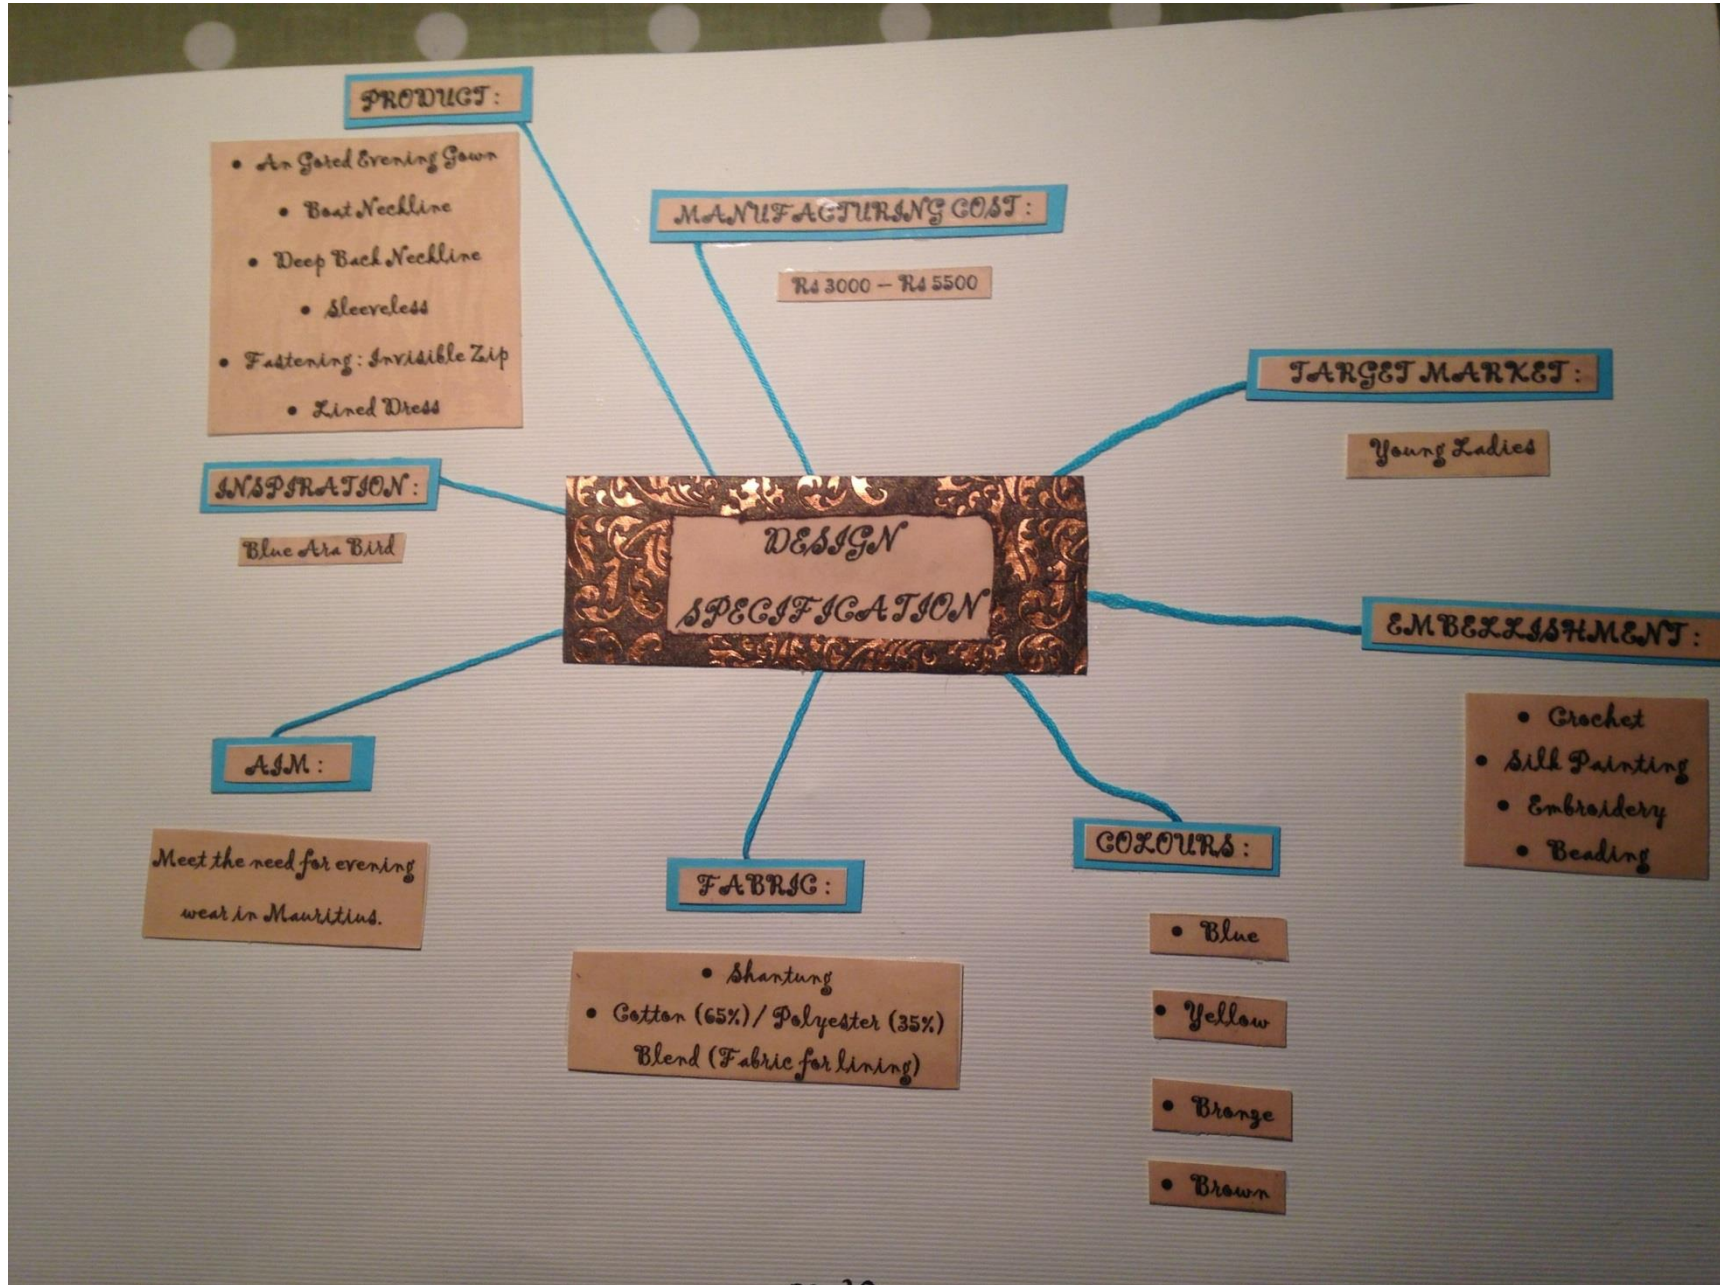 PRODUCT:
• An Gored Evening Gown
• Boat Neckline
• Deep Back Neckline
• Sleeveless
• Fastening: Invisible Zip
• Lined Dress
MANUFACTURING COST:
Rs 3000 – Rs 5500
TARGET MARKET:
Young Ladies
INSPIRATION:
Blue Ara Bird
DESIGN
SPECIFICATION
EMBELLISHMENT:
• Crochet
• Silk Painting
• Embroidery
• Beading
AIM:
Meet the need for evening
wear in Mauritius.
FABRIC:
• Shantung
• Cotton (65%) / Polyester (35%)
Blend (Fabric for lining)
COLOURS:
• Blue
• Yellow
• Bronze
• Brown